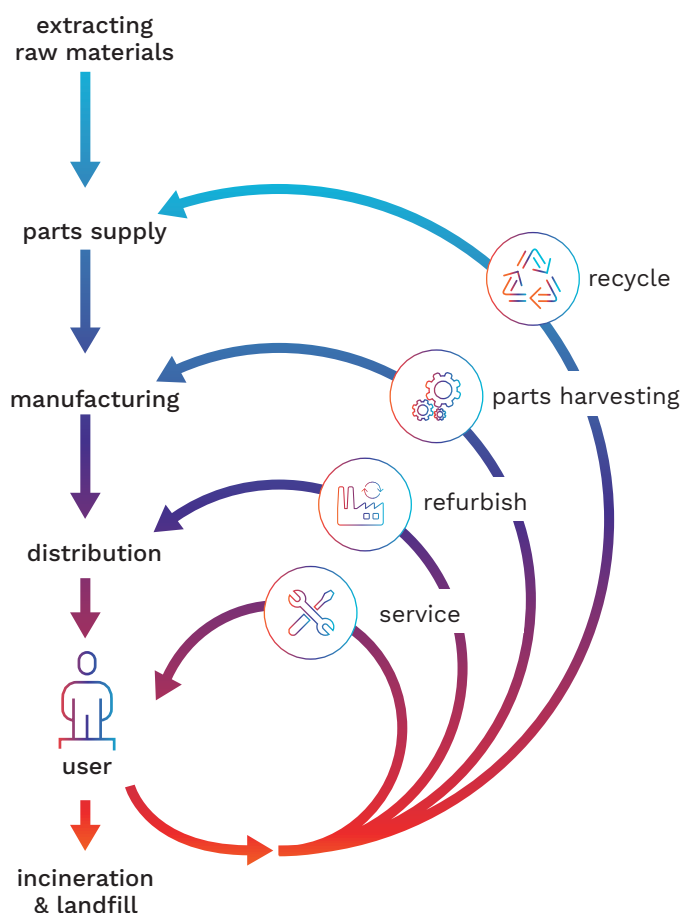 extracting
raw materials
parts supply
recycle
manufacturing
parts harvesting
refurbish
distribution
service
user
incineration
& landfill